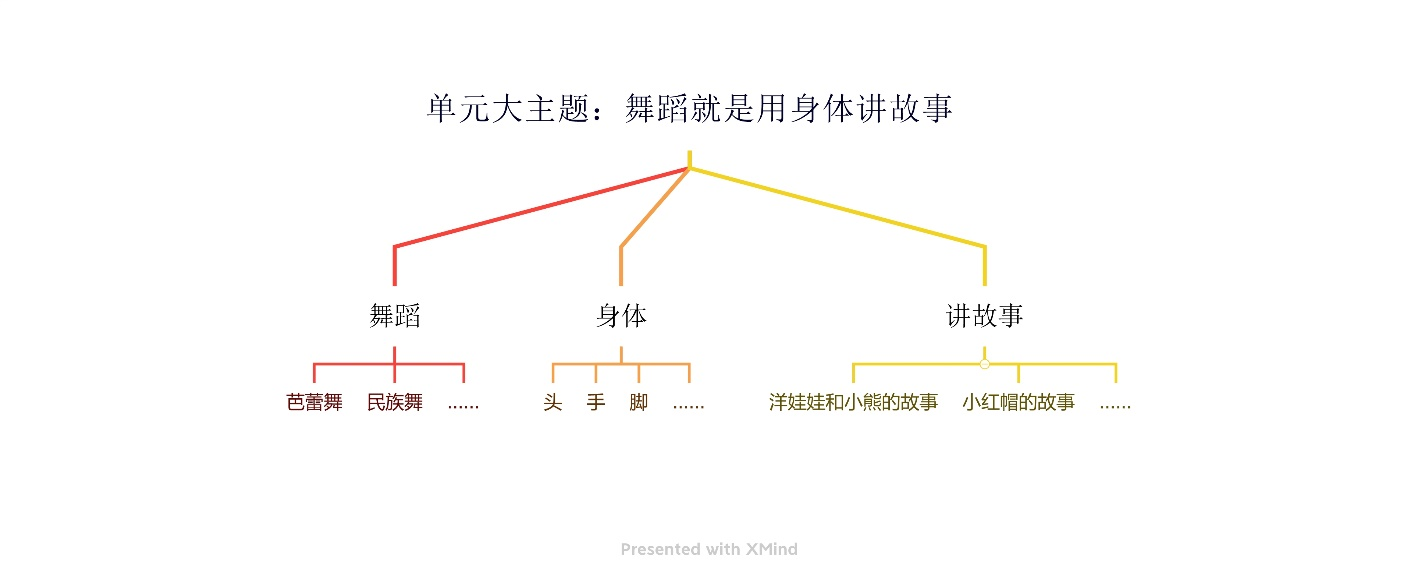 单元大主题：舞蹈就是用身体讲故事
舞蹈 身体 讲故事
芭蕾舞 民族舞 …… 头 手 脚 …… 洋娃娃和小熊的故事 小红帽的故事 ……
Presented with XMind